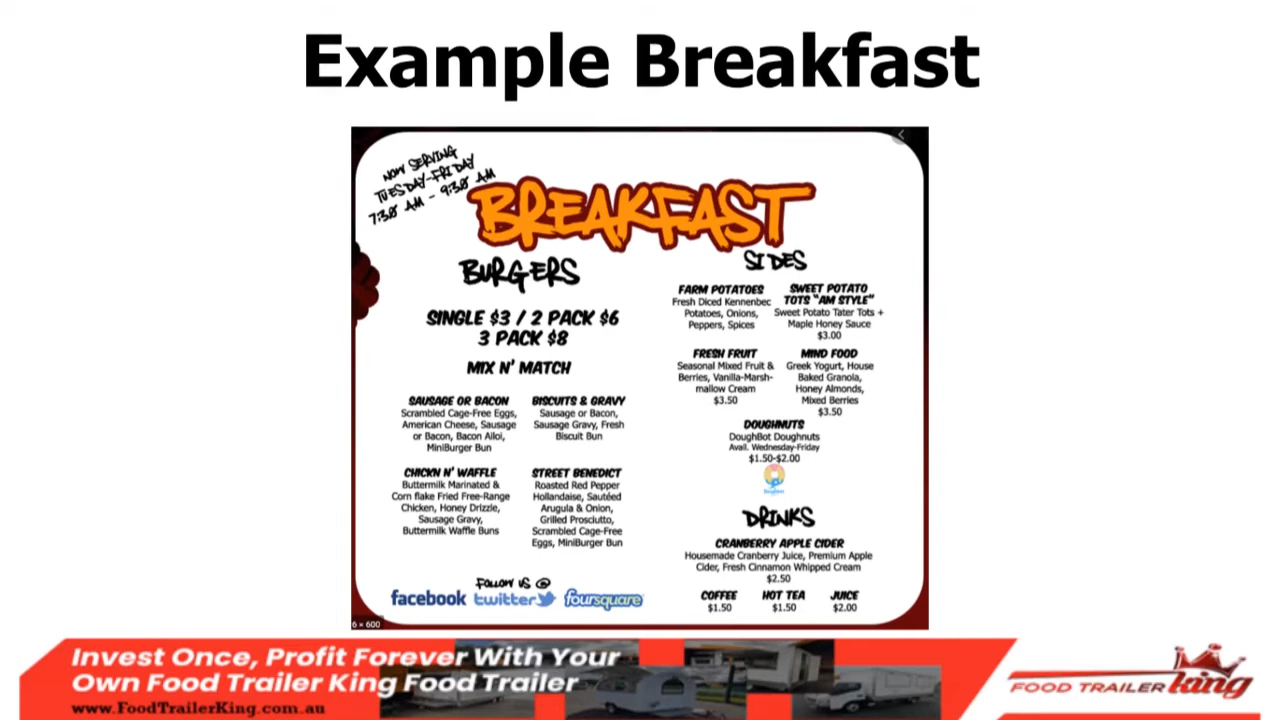 Example Breakfast
NOW SERVING
TUESDAY-FRIDAY
7:30 AM - 9:30 AM
BREAKFAST
BURGERS
SINGLE $3 / 2 PACK $6
3 PACK $8
MIX N' MATCH
SAUSAGE OR BACON
Scrambled Cage-Free Eggs,
American Cheese, Sausage
or Bacon, Bacon Ailoi,
MiniBurger Bun
BISCUITS & GRAVY
Sausage or Bacon,
Sausage Gravy, Fresh
Biscuit Bun
CHICKN N' WAFFLE
Buttermilk Marinated &
Corn flake Fried Free-Range
Chicken, Honey Drizzle,
Sausage Gravy,
Buttermilk Waffle Buns
STREET BENEDICT
Roasted Red Pepper
Hollandaise, Sautéed
Arugula & Onion,
Grilled Prosciutto,
Scrambled Cage-Free
Eggs, MiniBurger Bun
FOLLOW US @
facebook twitter foursquare
SIDES
FARM POTATOES
Fresh Diced Kennenbec
Potatoes, Onions,
Peppers, Spices
SWEET POTATO
TOTS "AM STYLE"
Sweet Potato Tater Tots +
Maple Honey Sauce
$3.00
FRESH FRUIT
Seasonal Mixed Fruit &
Berries, Vanilla-Marsh-
mallow Cream
$3.50
MIND FOOD
Greek Yogurt, House
Baked Granola,
Honey Almonds,
Mixed Berries
$3.50
DOUGHNUTS
DoughBot Doughnuts
Avail. Wednesday-Friday
$1.50-$2.00
DRINKS
CRANBERRY APPLE CIDER
Housemade Cranberry Juice, Premium Apple
Cider, Fresh Cinnamon Whipped Cream
$2.50
COFFEE HOT TEA JUICE
$1.50 $1.50 $2.00
6 × 600
Invest Once, Profit Forever With Your
Own Food Trailer King Food Trailer
www.FoodTrailerKing.com.au
FOOD TRAILER king